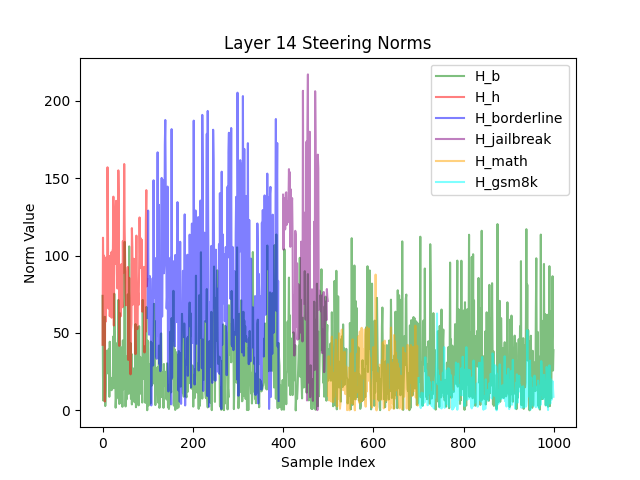 Layer 14 Steering Norms
H_b
H_h
H_borderline
H_jailbreak
H_math
H_gsm8k
200
150
100
50
0
Norm Value
0
200
400
600
800
1000
Sample Index